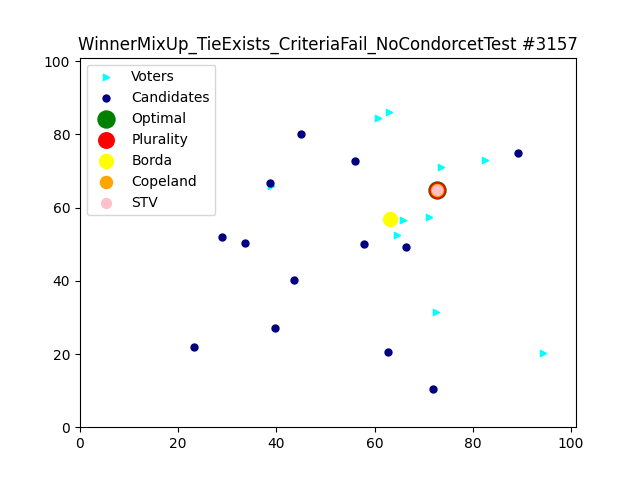 WinnerMixUp_TieExists_CriteriaFail_NoCondorcetTest #3157
100
80
60
40
20
0
Voters
Candidates
Optimal
Plurality
Borda
Copeland
STV
0 20 40 60 80 100